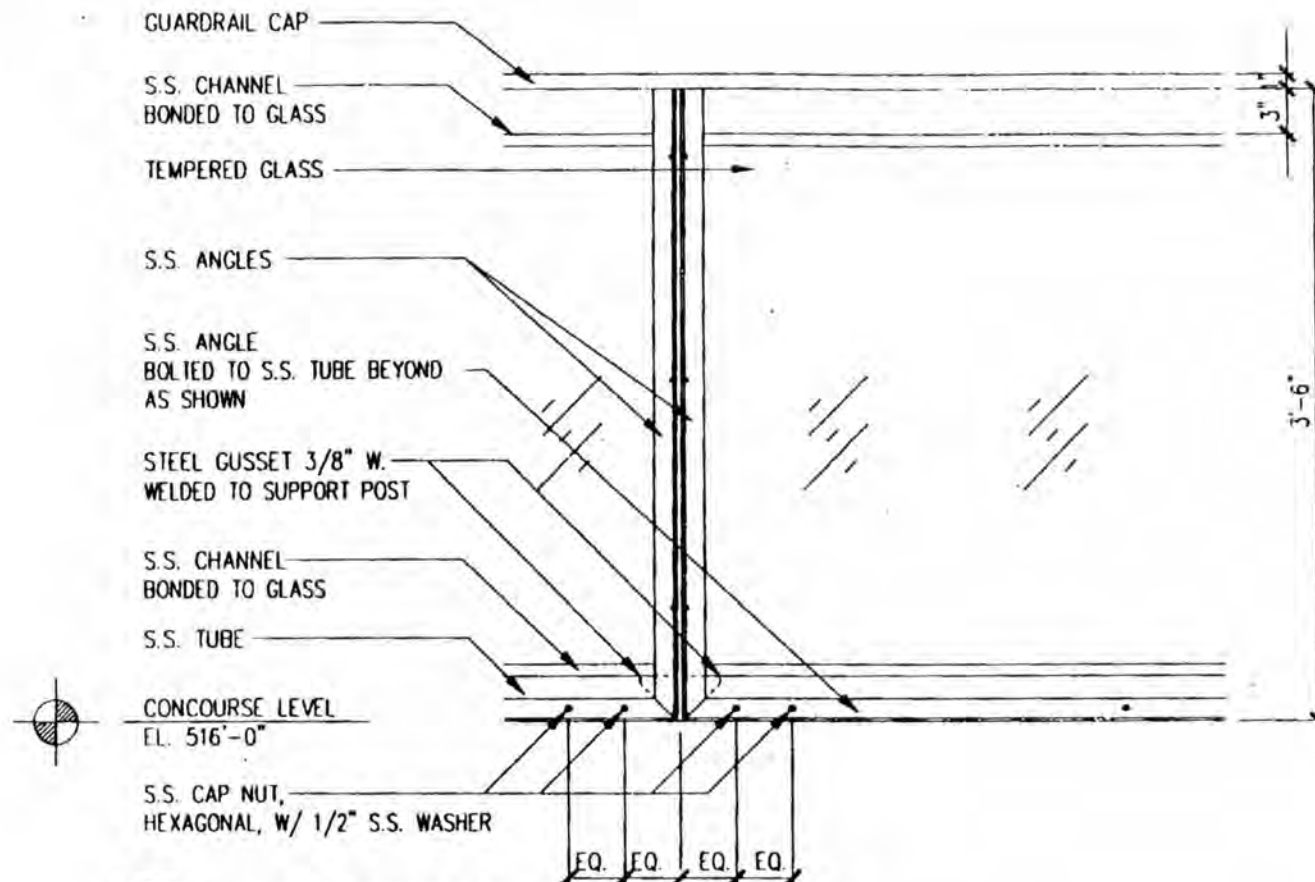 GUARDRAIL CAP
S.S. CHANNEL
BONDED TO GLASS
TEMPERED GLASS
S.S. ANGLES
S.S. ANGLE
BOLTED TO S.S. TUBE BEYOND
AS SHOWN
STEEL GUSSET 3/8" W.
WELDED TO SUPPORT POST
S.S. CHANNEL
BONDED TO GLASS
S.S. TUBE
CONCOURSE LEVEL
EL. 516'-0"
S.S. CAP NUT,
HEXAGONAL, W/ 1/2" S.S. WASHER
EQ. EQ. EQ. EQ.
1"
3"
3'-6"